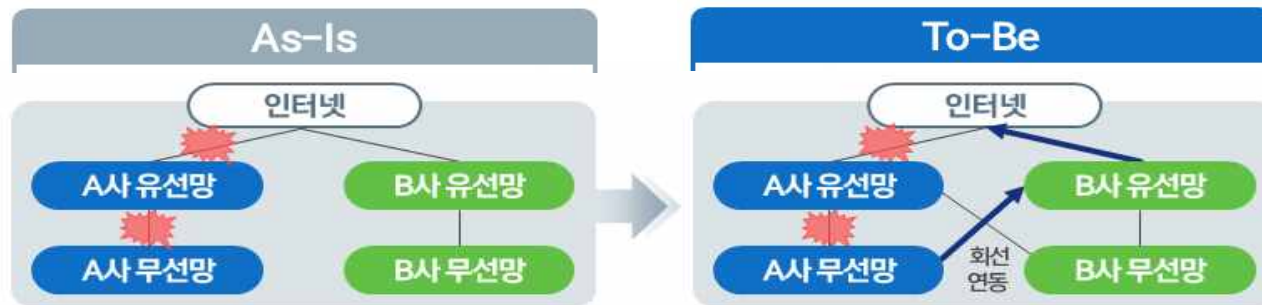 As-Is
인터넷
A사 유선망
B사 유선망
A사 무선망
B사 무선망
To-Be
인터넷
A사 유선망
B사 유선망
A사 무선망
회선
연동
B사 무선망